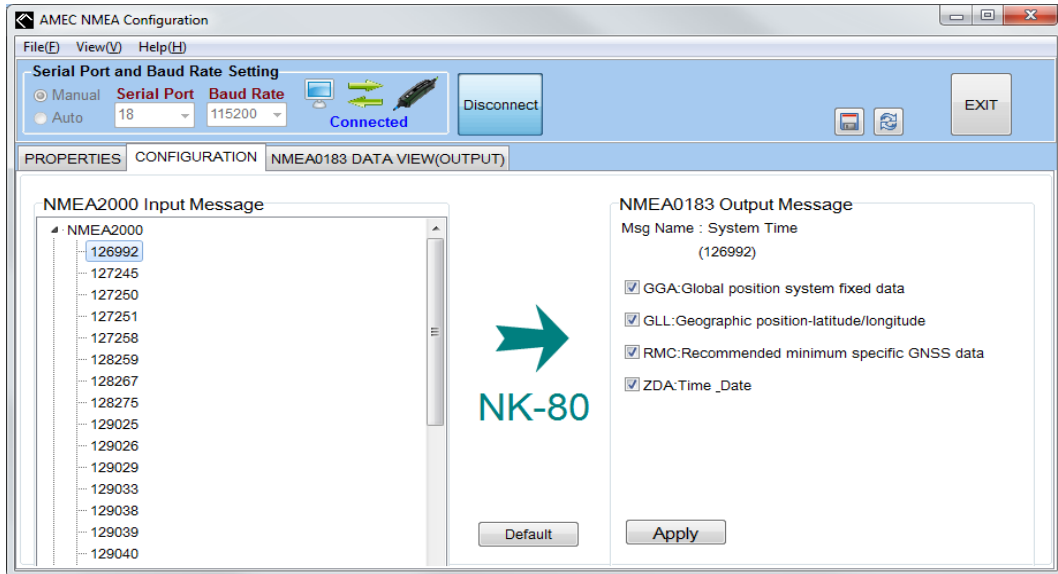 AMEC NMEA Configuration
File(F) View(V) Help(H)
Serial Port and Baud Rate Setting
Manual Serial Port Baud Rate
Auto 18 115200
Connected
Disconnect
EXIT
PROPERTIES CONFIGURATION NMEA0183 DATA VIEW(OUTPUT)
NMEA2000 Input Message
NMEA2000
126992
127245
127250
127251
127258
128259
128267
128275
129025
129026
129029
129033
129038
129039
129040
NK-80
Default
NMEA0183 Output Message
Msg Name : System Time
(126992)
GGA:Global position system fixed data
GLL:Geographic position-latitude/longitude
RMC:Recommended minimum specific GNSS data
ZDA:Time _Date
Apply